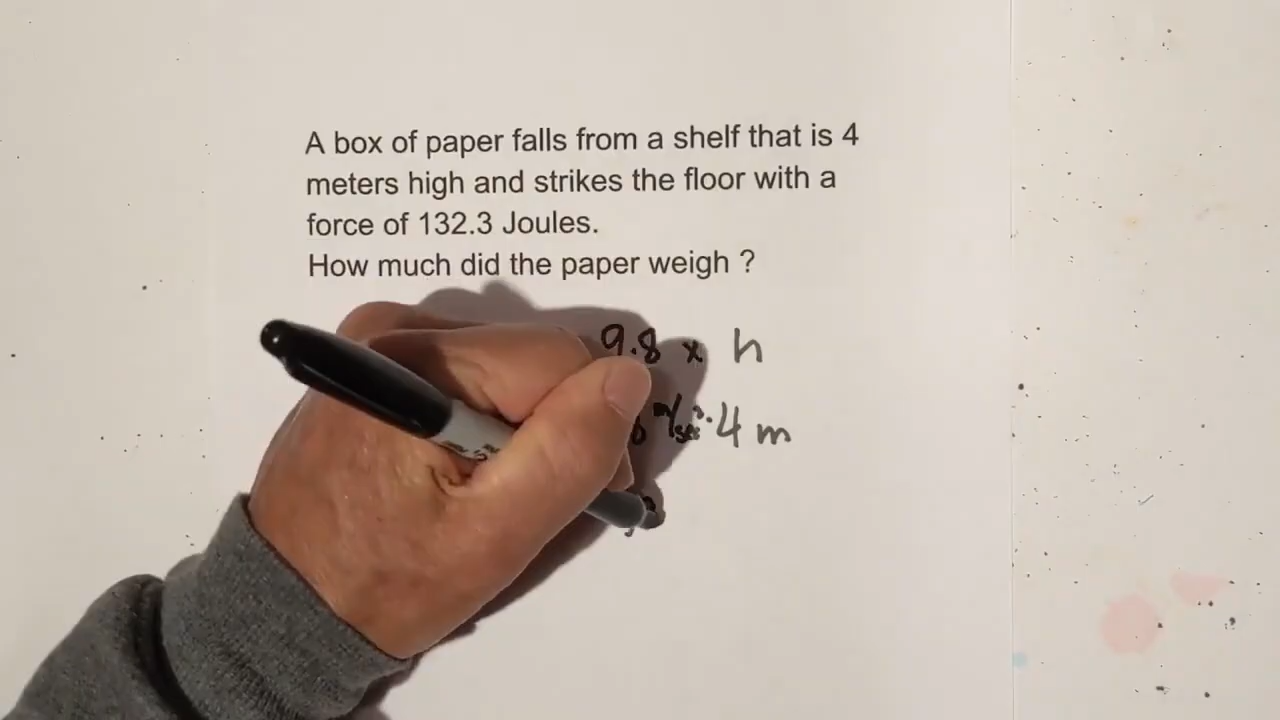 A box of paper falls from a shelf that is 4
meters high and strikes the floor with a
force of 132.3 Joules.
How much did the paper weigh ?
9.8 x h
m/sec². 4 m